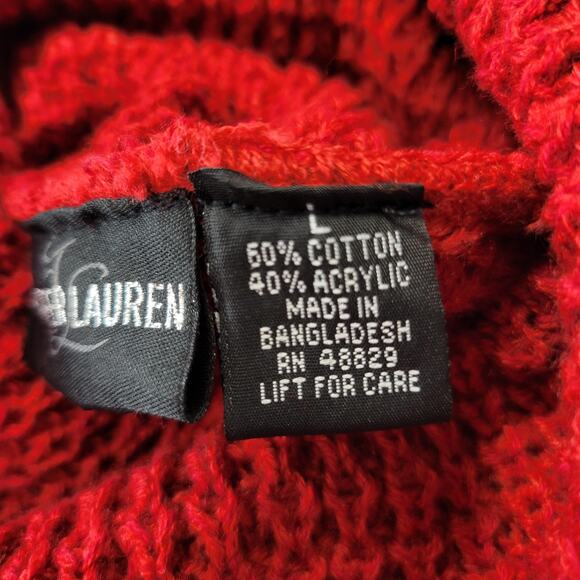 LAUREN
L
60% COTTON
40% ACRYLIC
MADE IN
BANGLADESH
RN 48829
LIFT FOR CARE